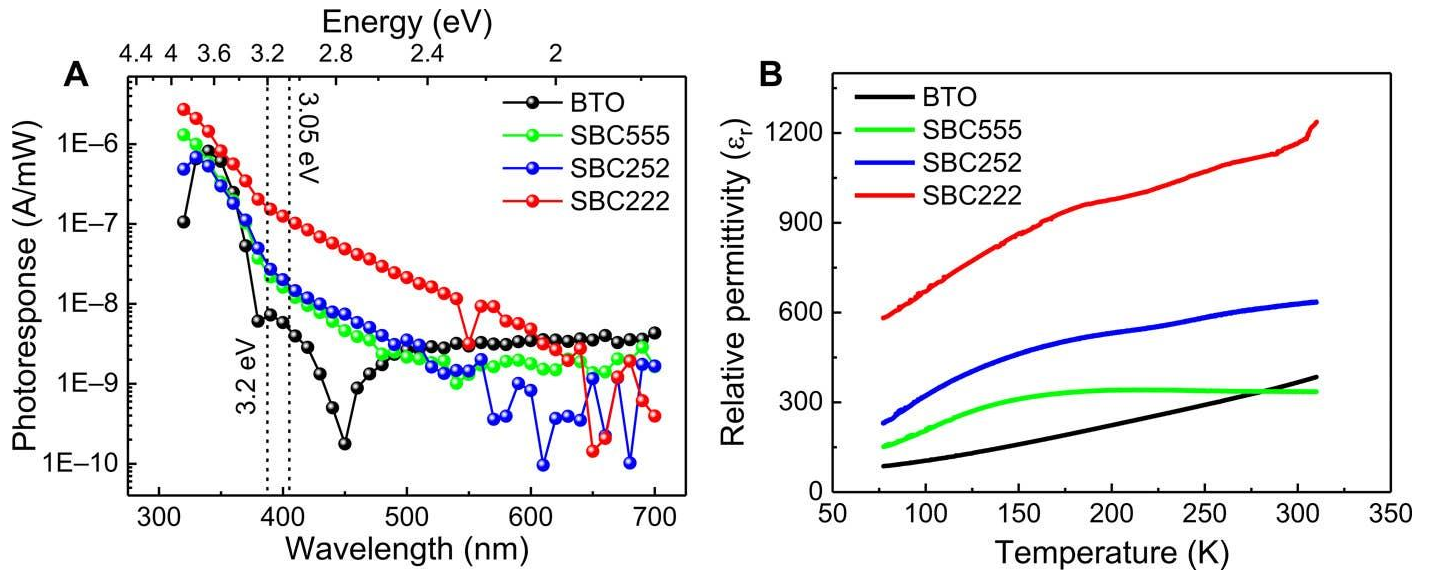 Energy (eV)
4.4 4 3.6 3.2 2.8 2.4 2
A
BTO
SBC555
SBC252
SBC222
3.05 eV
3.2 eV
1E–6
1E–7
1E–8
1E–9
1E–10
Photoresponse (A/mW)
300 400 500 600 700
Wavelength (nm)
B
BTO
SBC555
SBC252
SBC222
1200
900
600
300
0
Relative permittivity (εr)
50 100 150 200 250 300 350
Temperature (K)